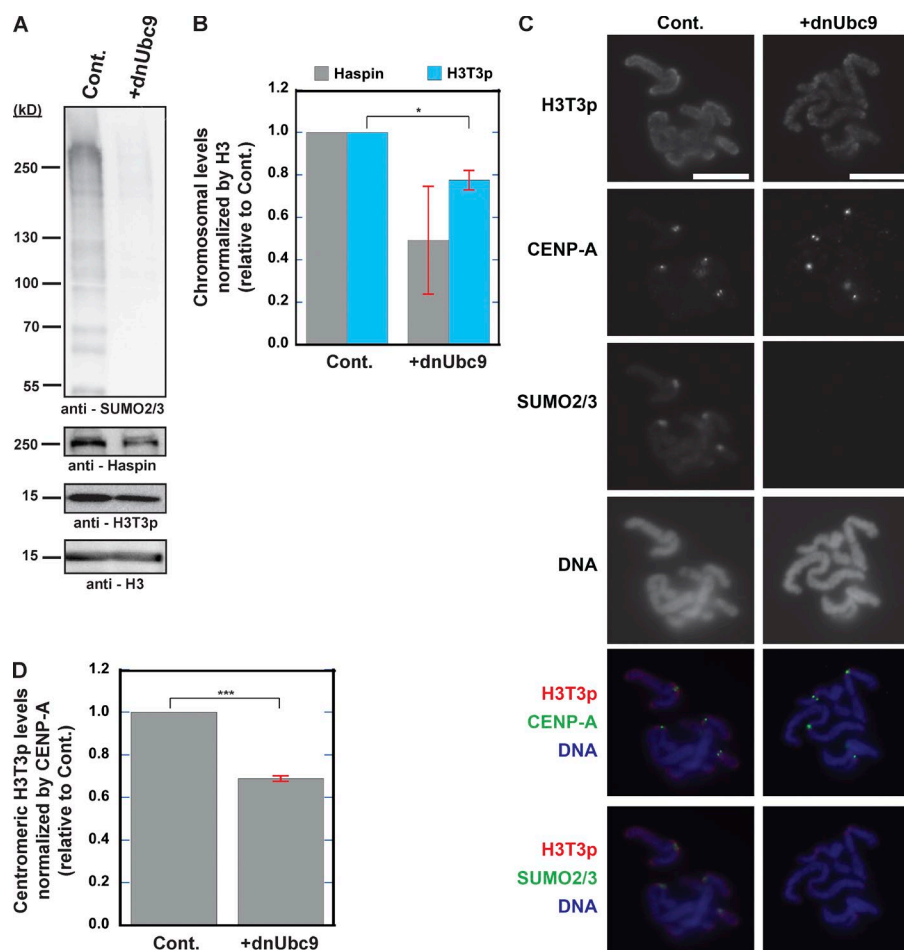 A
Cont.
+dnUbc9
(kD)
250
130
100
70
55
anti - SUMO2/3
250
anti - Haspin
15
anti - H3T3p
15
anti - H3
B
Haspin
H3T3p
Chromosomal levels
normalized by H3
(relative to Cont.)
1.2
1.0
0.8
0.6
0.4
0.2
0.0
*
Cont.
+dnUbc9
C
Cont.
+dnUbc9
H3T3p
CENP-A
SUMO2/3
DNA
H3T3p
CENP-A
DNA
H3T3p
SUMO2/3
DNA
D
Centromeric H3T3p levels
normalized by CENP-A
(relative to Cont.)
1.2
1.0
0.8
0.6
0.4
0.2
0.0
***
Cont.
+dnUbc9